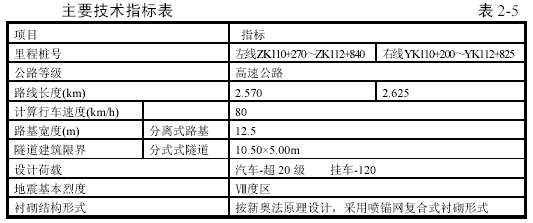 主要技术指标表 表 2-5
项目 指标
里程桩号 左线ZK110+270~ZK112+840 右线YK110+200~YK112+825
公路等级 高速公路
路线长度(km) 2.570 2.625
计算行车速度(km/h) 80
路基宽度(m) 分离式路基 12.5
隧道建筑限界 分式式隧道 10.50×5.00m
设计荷载 汽车-超 20 级 挂车-120
地震基本烈度 Ⅷ度区
衬砌结构形式 按新奥法原理设计，采用喷锚网复合式衬砌形式